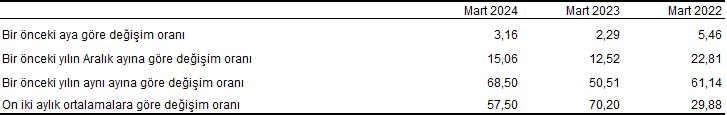 Mart 2024 Mart 2023 Mart 2022
Bir önceki aya göre değişim oranı 3,16 2,29 5,46
Bir önceki yılın Aralık ayına göre değişim oranı 15,06 12,52 22,81
Bir önceki yılın aynı ayına göre değişim oranı 68,50 50,51 61,14
On iki aylık ortalamalara göre değişim oranı 57,50 70,20 29,88